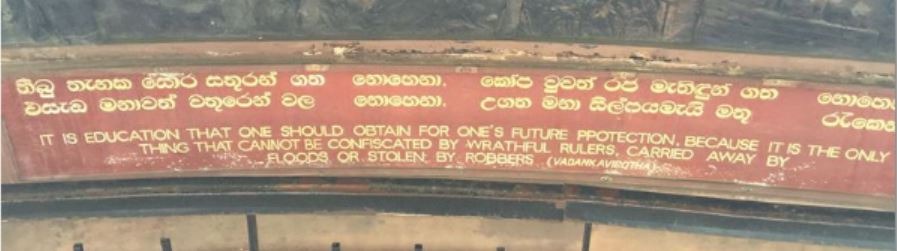 තිබු තැනක සොර සතුරන් ගත නොහෙනා. කෝප වුවත් රජ මැතිඳුන් ගත
වසඟ මනාවත් වතුරෙන් වල නොහෙනා. උගත මනා සිල්පයමැයි මතු
IT IS EDUCATION THAT ONE SHOULD OBTAIN FOR ONE'S FUTURE PPOTECTION, BECAUSE IT IS THE ONLY
THING THAT CANNOT BE CONFISCATED BY WRATHFUL RULERS, CARRIED AWAY BY
FLOODS OR STOLEN BY ROBBERS